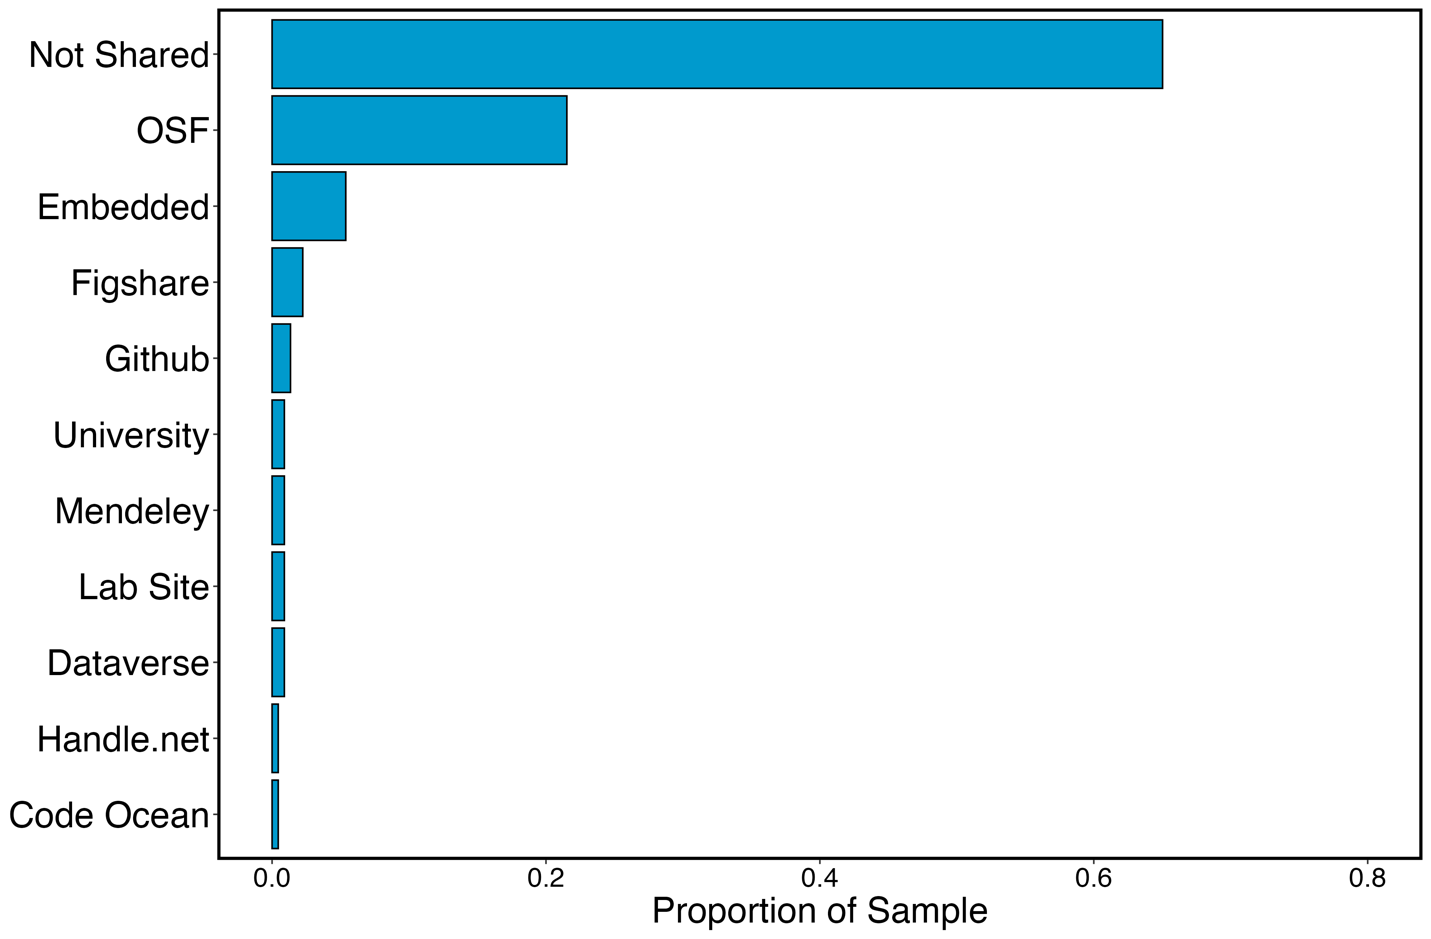 Not Shared
OSF
Embedded
Figshare
Github
University
Mendeley
Lab Site
Dataverse
Handle.net
Code Ocean
0.0 0.2 0.4 0.6 0.8
Proportion of Sample